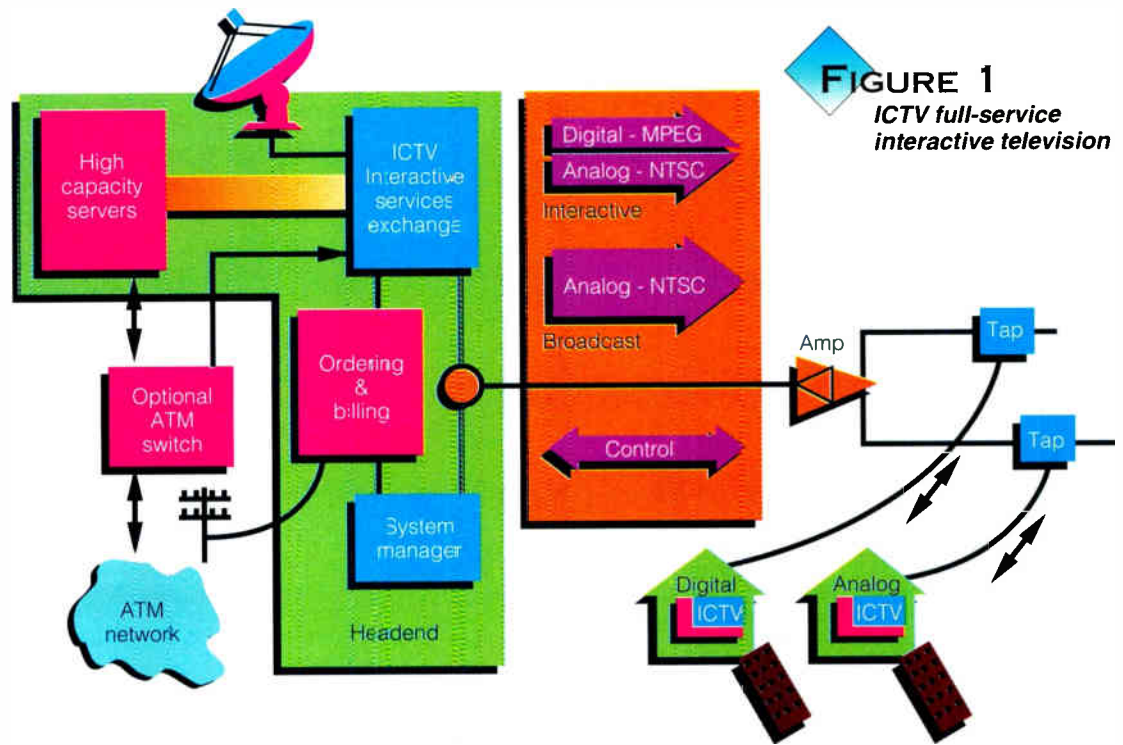 FIGURE 1
ICTV full-service
interactive television
High
capacity
servers
ICTV
Interactive
services
exchange
Digital - MPEG
Analog - NTSC
Interactive
Analog - NTSC
Broadcast
Control
Ordering
&
billing
Optional
ATM
switch
System
manager
ATM
network
Headend
Amp
Tap
Tap
Digital
ICTV
Analog
ICTV